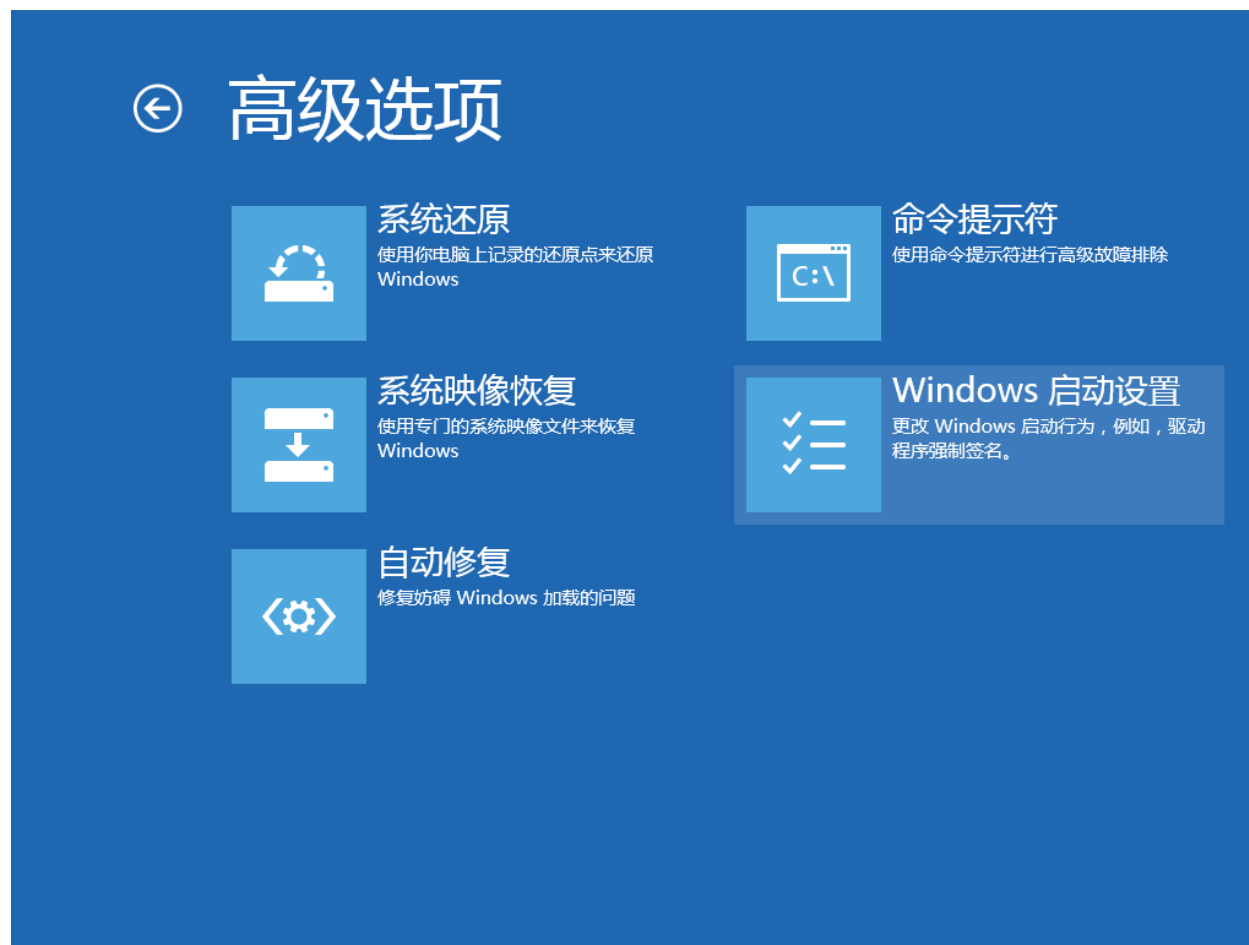 高级选项
系统还原
使用你电脑上记录的还原点来还原
Windows
系统映像恢复
使用专门的系统映像文件来恢复
Windows
自动修复
修复妨碍 Windows 加载的问题
命令提示符
使用命令提示符进行高级故障排除
C:\
Windows 启动设置
更改 Windows 启动行为，例如，驱动
程序强制签名。